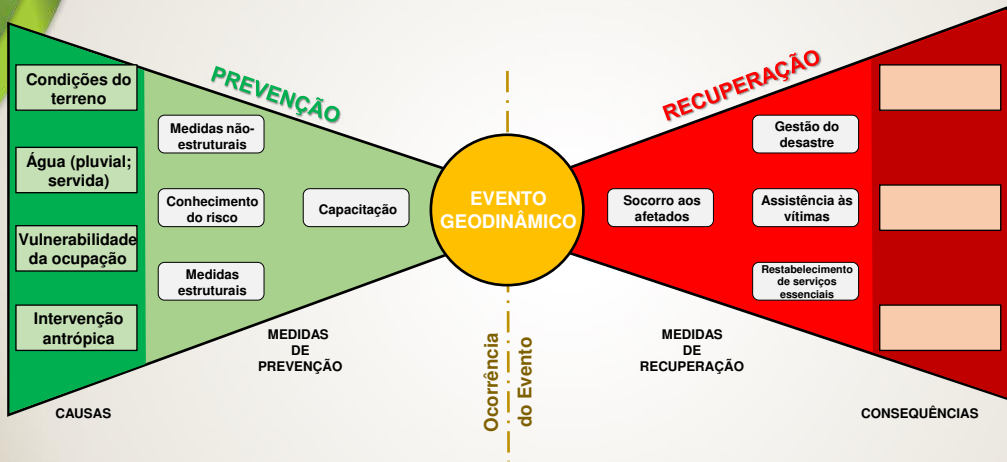 PREVENÇÃO
RECUPERAÇÃO
Condições do
terreno
Água (pluvial;
servida)
Vulnerabilidade
da ocupação
Intervenção
antrópica
Medidas não-
estruturais
Conhecimento
do risco
Medidas
estruturais
Capacitação
EVENTO
GEODINÂMICO
Socorro aos
afetados
Gestão do
desastre
Assistência às
vítimas
Restabelecimento
de serviços
essenciais
MEDIDAS
DE
PREVENÇÃO
Ocorrência
do Evento
MEDIDAS
DE
RECUPERAÇÃO
CAUSAS
CONSEQUÊNCIAS